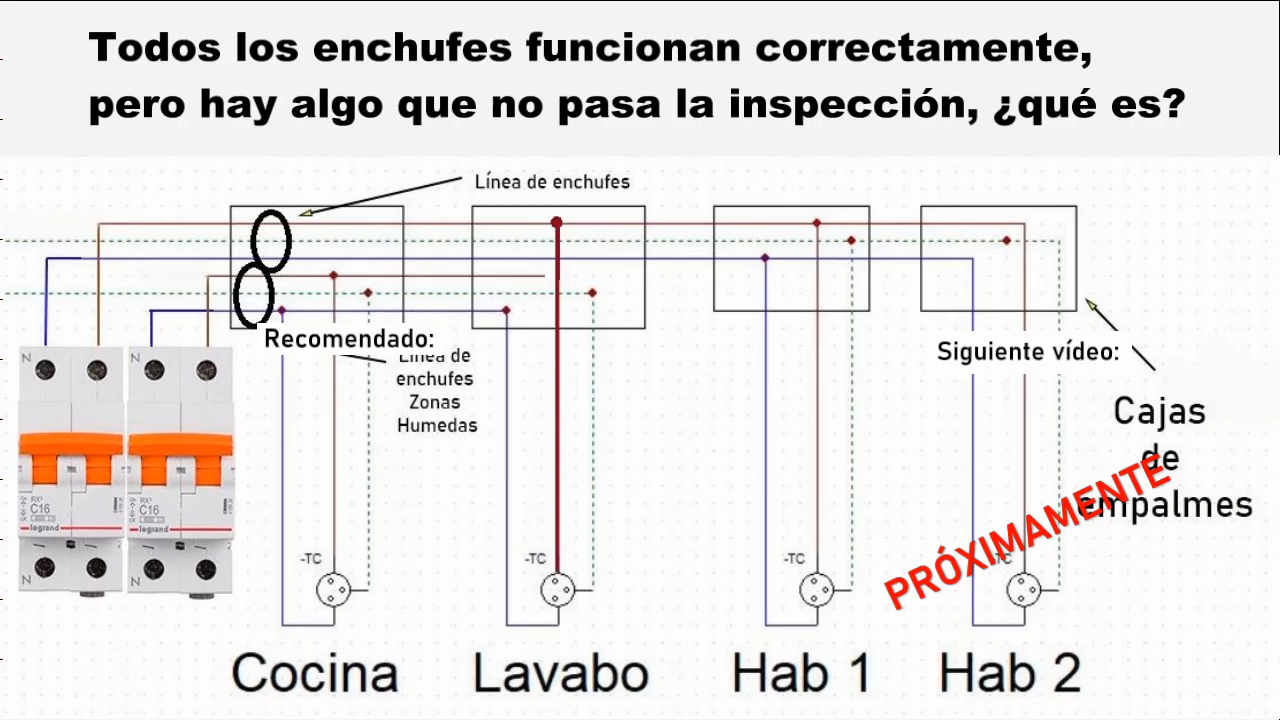 Todos los enchufes funcionan correctamente,
pero hay algo que no pasa la inspección, ¿qué es?
Línea de enchufes
Recomendado:
Línea de
enchufes
Zonas
Humedas
Siguiente vídeo:
Cajas
de
empalmes
PRÓXIMAMENTE
N
N
RX³
C16
legrand
RX³
C16
legrand
N
N
-TC
-TC
-TC
TC
Cocina
Lavabo
Hab 1
Hab 2